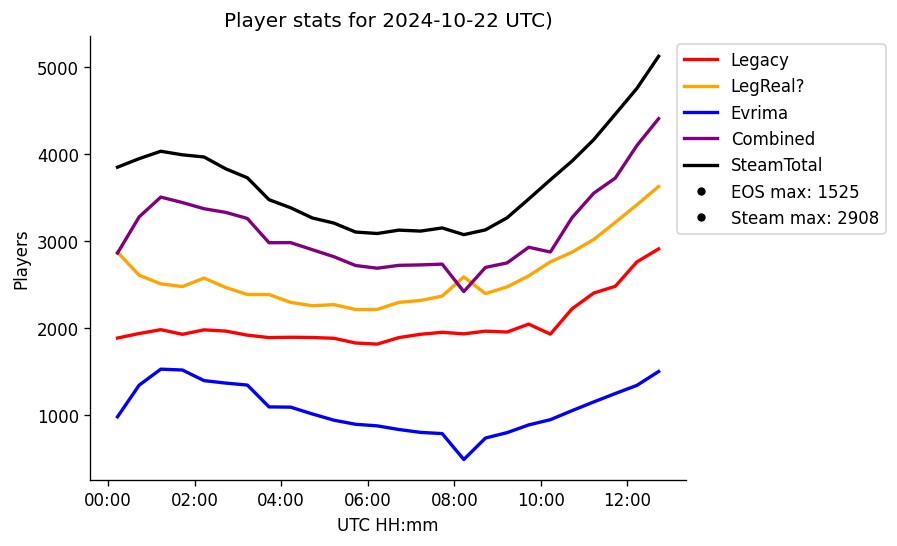 Player stats for 2024-10-22 UTC)
Players
5000
4000
3000
2000
1000
00:00 02:00 04:00 06:00 08:00 10:00 12:00
UTC HH:mm
Legacy
LegReal?
Evrima
Combined
SteamTotal
EOS max: 1525
Steam max: 2908